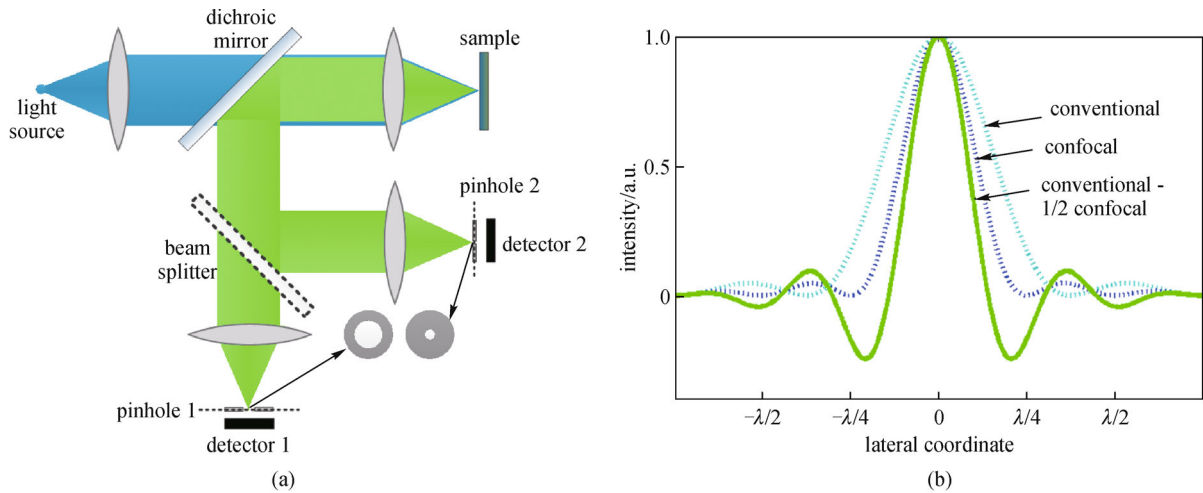 dichroic
mirror
sample
light
source
pinhole 2
beam
splitter
detector 2
pinhole 1
detector 1
(a)
1.0
0.5
0
intensity/a.u.
conventional
confocal
conventional -
1/2 confocal
−λ/2
−λ/4
0
λ/4
λ/2
lateral coordinate
(b)